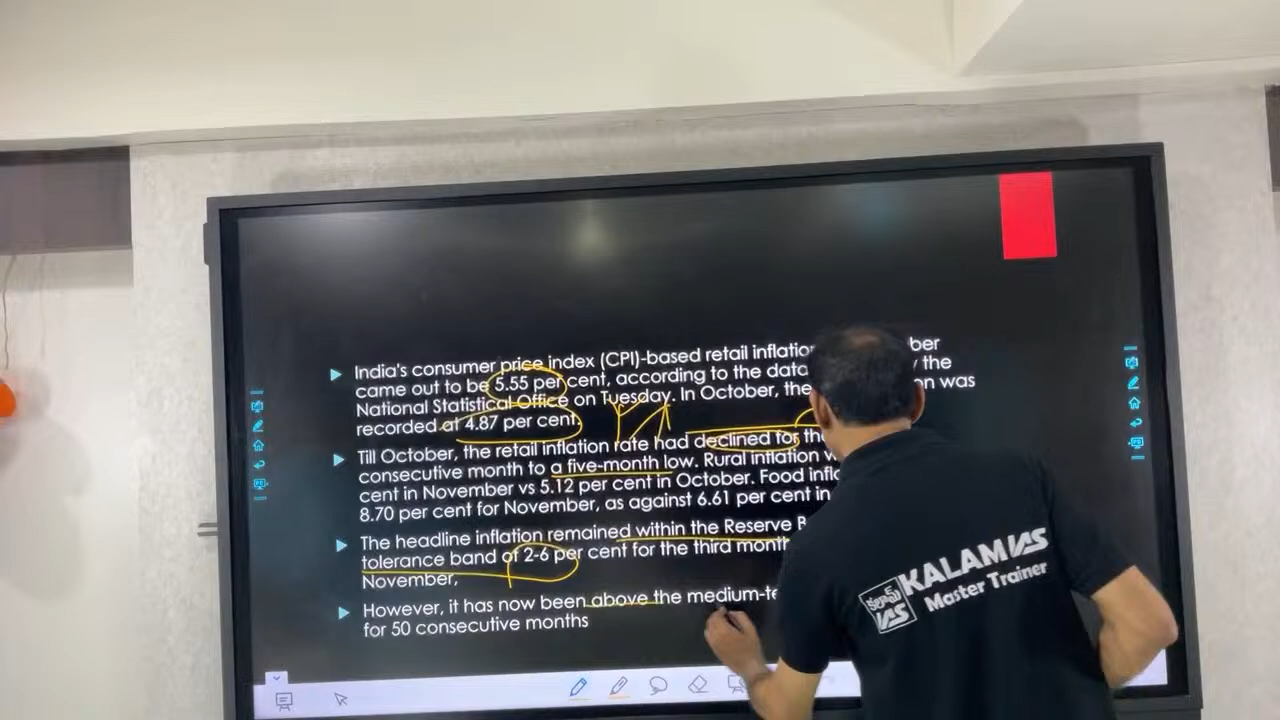 India's consumer price index (CPI)-based retail inflation ber
came out to be 5.55 per cent, according to the data the
National Statistical Office on Tuesday. In October, the was
recorded at 4.87 per cent.
Till October, the retail inflation rate had declined for
consecutive month to a five-month low. Rural inflation
cent in November vs 5.12 per cent in October. Food
8.70 per cent for November, as against 6.61 per cent in
The headline inflation remained within the Reserve
tolerance band of 2-6 per cent for the third month
November,
However, it has now been above the
for 50 consecutive months
KALAM IAS
Master Trainer
కలామ్
IAS